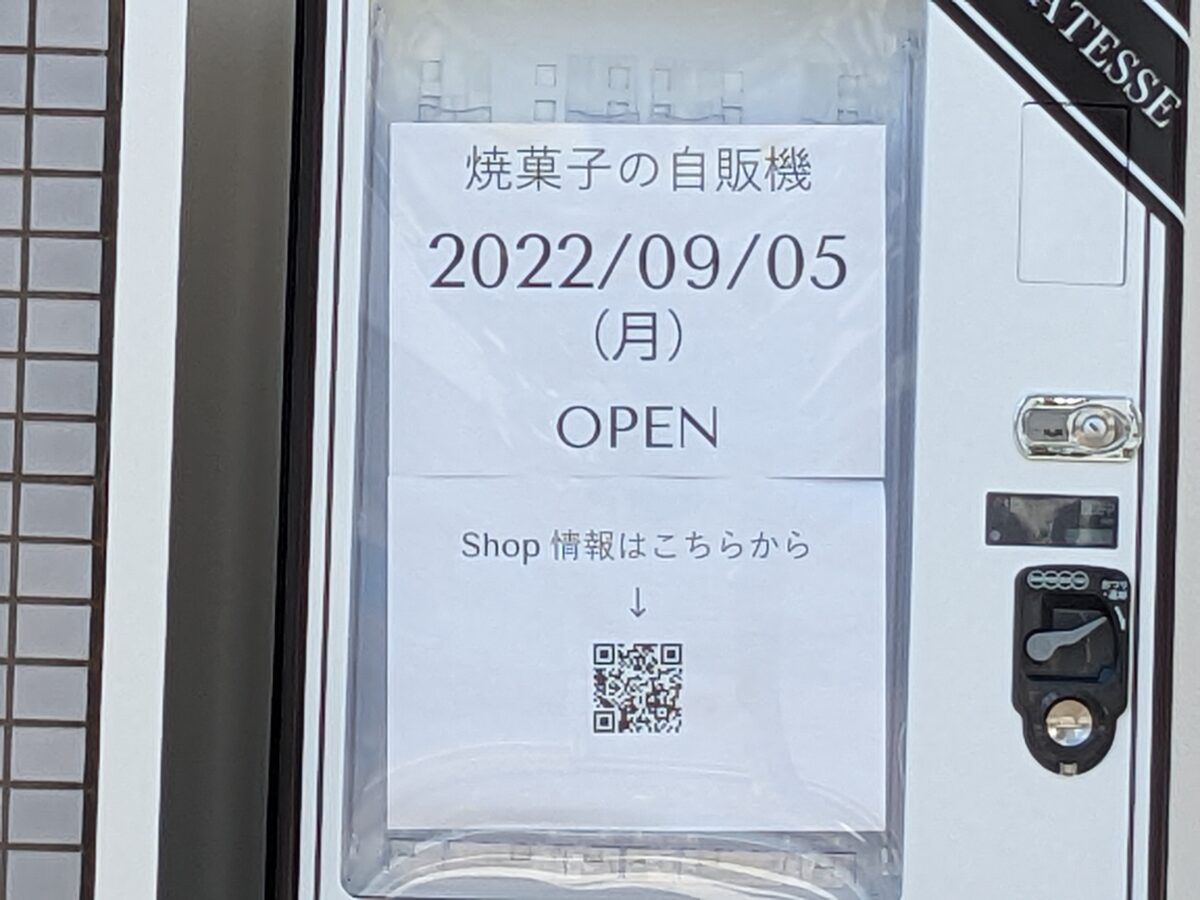 ATESSE
焼菓子の自販機
2022/09/05
（月）
OPEN
Shop 情報はこちらから
↓